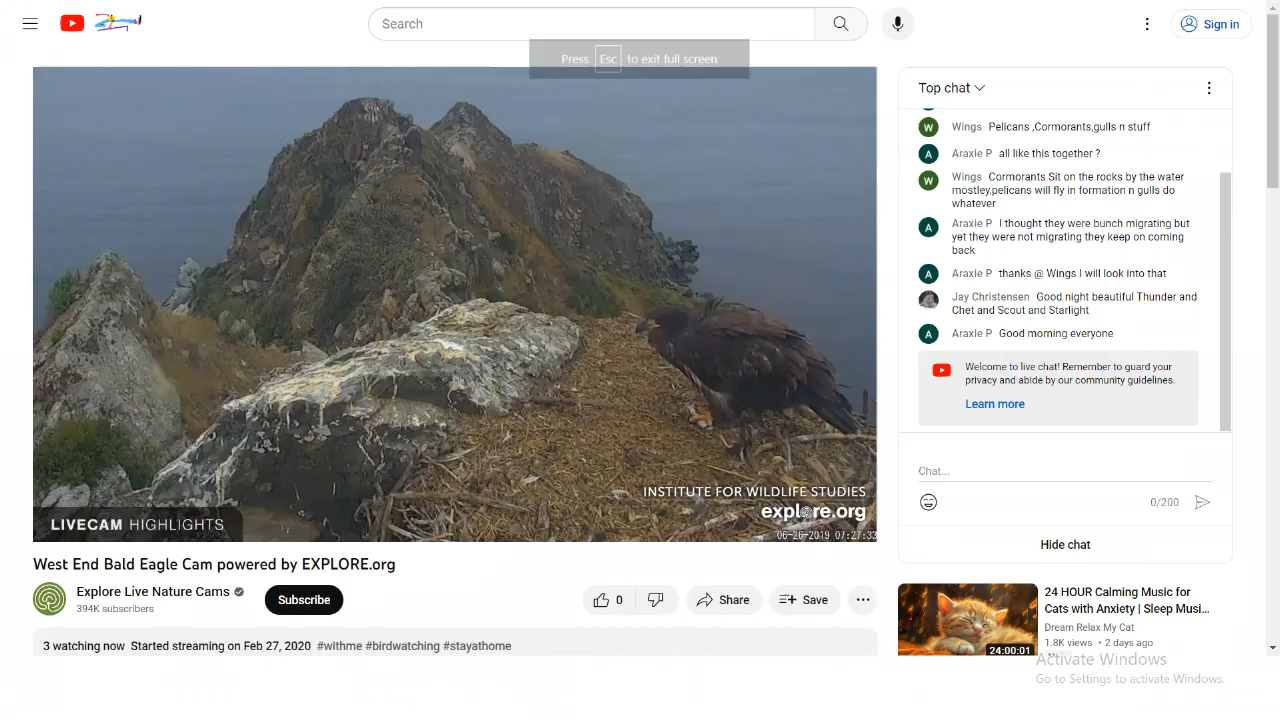 Search
Sign in
Press Esc to exit full screen
LIVECAM HIGHLIGHTS
INSTITUTE FOR WILDLIFE STUDIES
explore.org
06-26-2019 07:27:33
West End Bald Eagle Cam powered by EXPLORE.org
Explore Live Nature Cams
394K subscribers
Subscribe
0
Share
Save
3 watching now Started streaming on Feb 27, 2020 #withme #birdwatching #stayathome
Top chat
W Wings Pelicans ,Cormorants,gulls n stuff
A Araxie P all like this together ?
W Wings Cormorants Sit on the rocks by the water
mostley,pelicans will fly in formation n gulls do
whatever
A Araxie P I thought they were bunch migrating but
yet they were not migrating they keep on coming
back
A Araxie P thanks @ Wings I will look into that
Jay Christensen Good night beautiful Thunder and
Chet and Scout and Starlight
A Araxie P Good morning everyone
Welcome to live chat! Remember to guard your
privacy and abide by our community guidelines.
Learn more
Chat...
0/200
Hide chat
24 HOUR Calming Music for
Cats with Anxiety | Sleep Musi...
Dream Relax My Cat
1.8K views • 2 days ago
24:00:01
Activate Windows
Go to Settings to activate Windows.